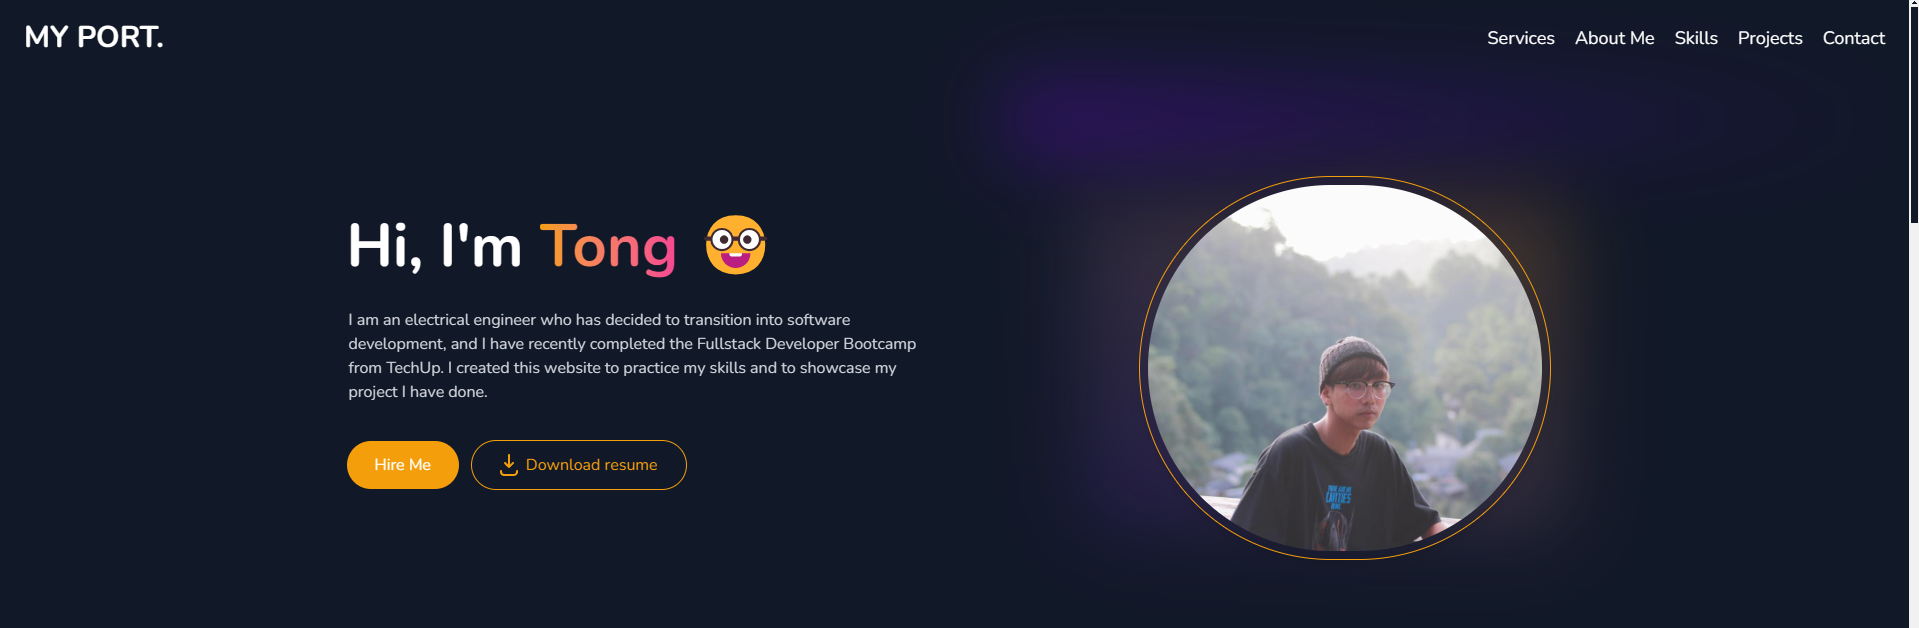 MY PORT.
Services About Me Skills Projects Contact
Hi, I'm Tong
I am an electrical engineer who has decided to transition into software
development, and I have recently completed the Fullstack Developer Bootcamp
from TechUp. I created this website to practice my skills and to showcase my
project I have done.
Hire Me
Download resume